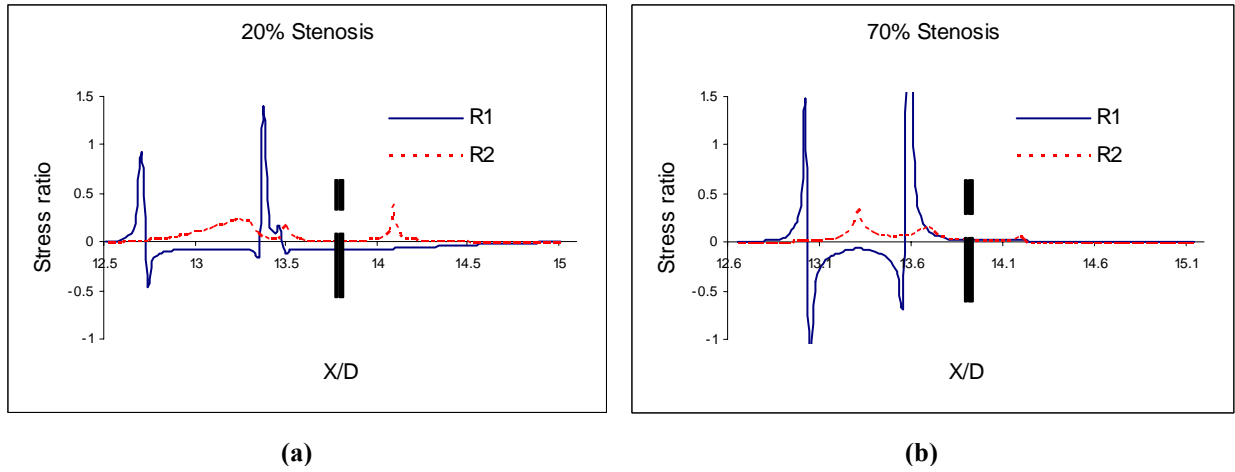 20% Stenosis
1.5
1
0.5
0
-0.5
-1
12.5 13 13.5 14 14.5 15
Stress ratio
X/D
R1
R2
(a)
70% Stenosis
1.5
1
0.5
0
-0.5
-1
12.6 13.1 13.6 14.1 14.6 15.1
Stress ratio
X/D
R1
R2
(b)